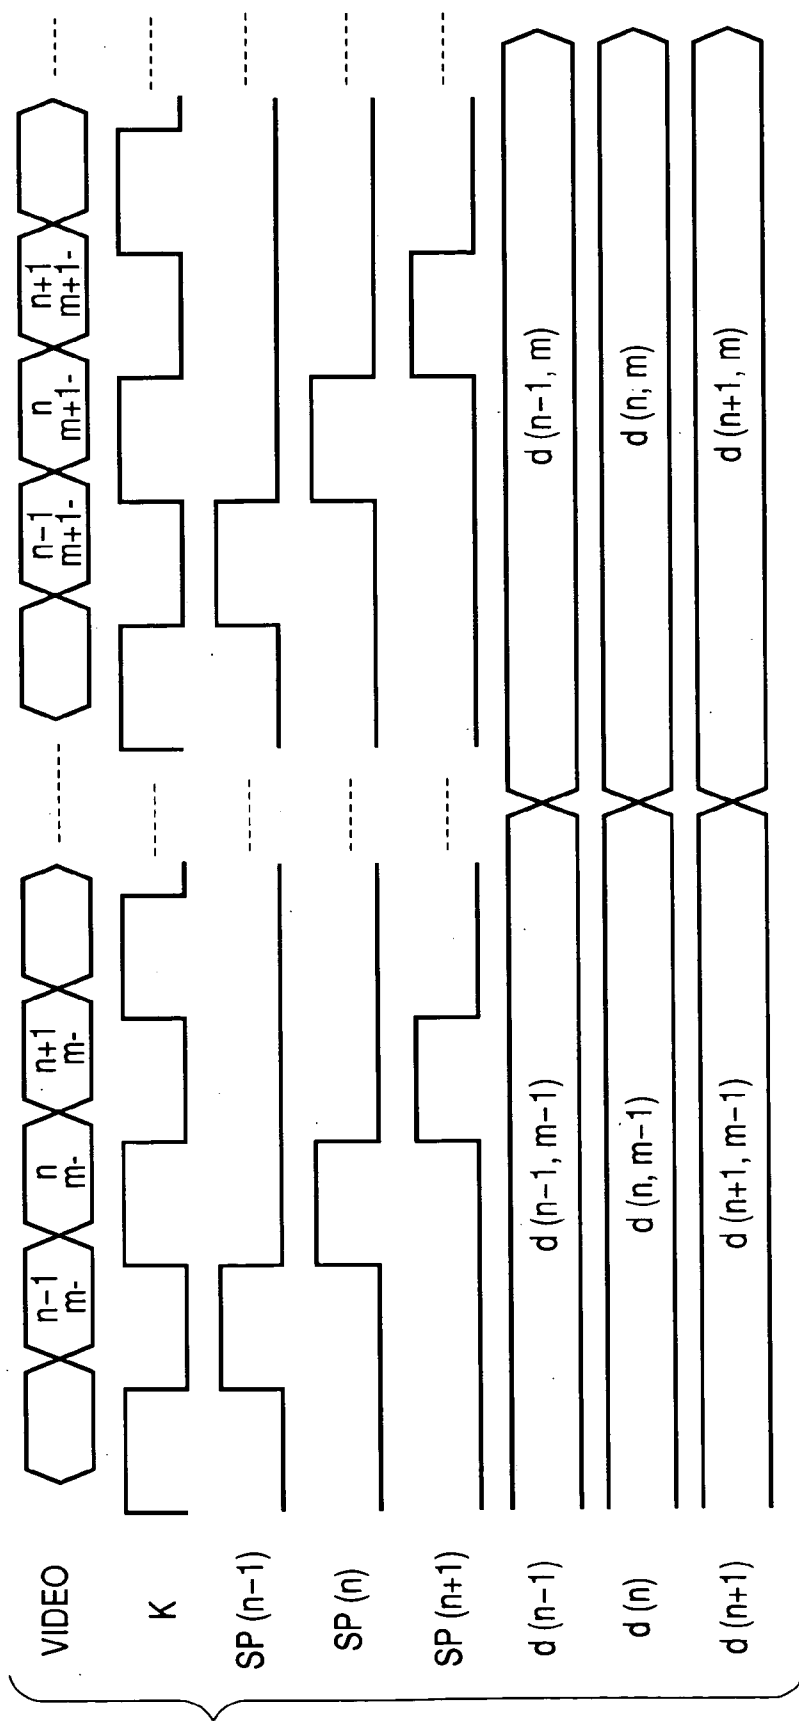 VIDEO
n-1
m-
n
m-
n+1
m-
n-1
m+1-
n
m+1-
n+1
m+1-
K
SP (n-1)
SP (n)
SP (n+1)
d (n-1)
d (n-1, m-1)
d (n-1, m)
d (n)
d (n, m-1)
d (n, m)
d (n+1)
d (n+1, m-1)
d (n+1, m)